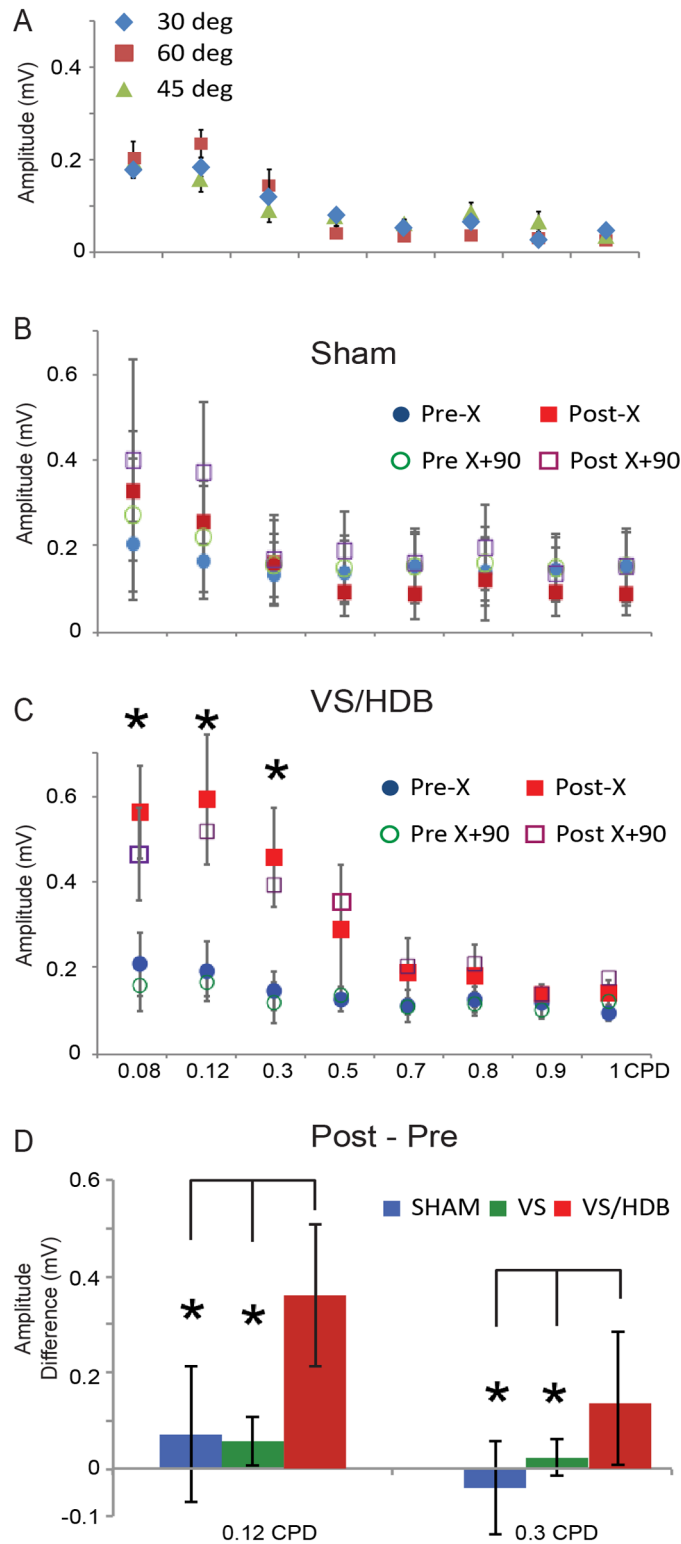 A
30 deg
60 deg
45 deg
Amplitude (mV)
0.4
0.2
0
B
Sham
Amplitude (mV)
0.6
0.4
0.2
0
Pre-X
Post-X
Pre X+90
Post X+90
C
VS/HDB
* * *
Amplitude (mV)
0.6
0.4
0.2
0
Pre-X
Post-X
Pre X+90
Post X+90
0.08 0.12 0.3 0.5 0.7 0.8 0.9 1CPD
D
Post - Pre
Amplitude
Difference (mV)
0.6
0.4
0.2
0
-0.1
SHAM VS VS/HDB
* * * *
0.12 CPD 0.3 CPD